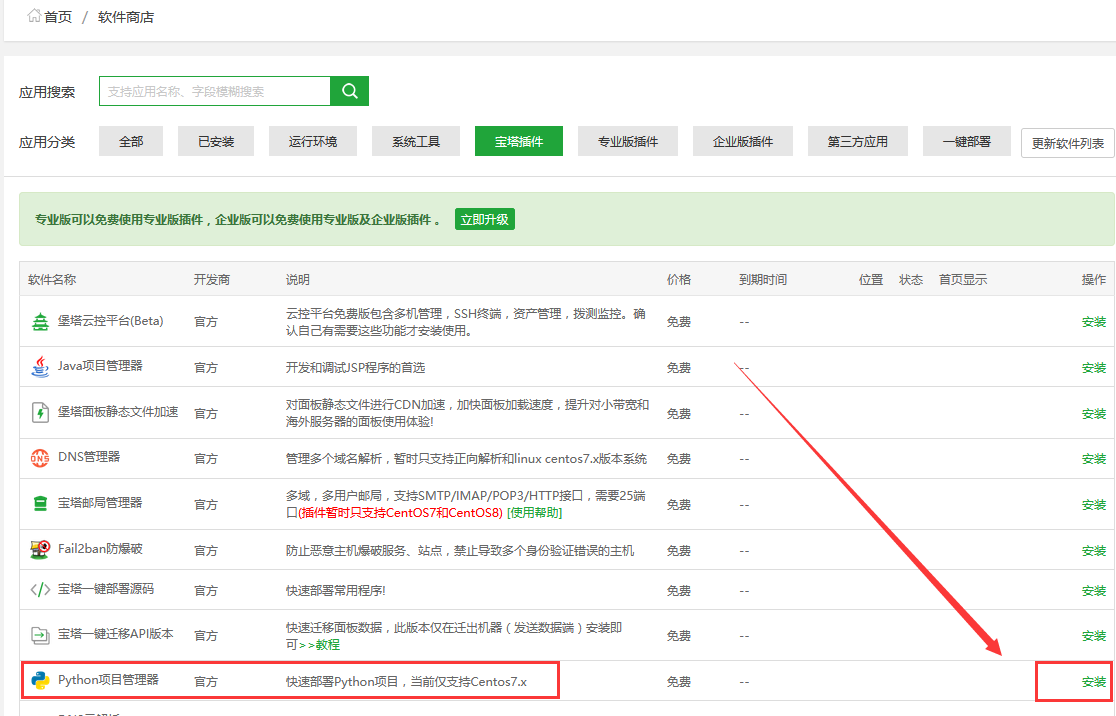 首页 / 软件商店
应用搜索 支持应用名称、字段模糊搜索
应用分类 全部 已安装 运行环境 系统工具 宝塔插件 专业版插件 企业版插件 第三方应用 一键部署 更新软件列表
专业版可以免费使用专业版插件，企业版可以免费使用专业版及企业版插件 。 立即升级
软件名称 开发商 说明 价格 到期时间 位置 状态 首页显示 操作
堡塔云控平台(Beta) 官方 云控平台免费版包含多机管理，SSH终端，资产管理，拨测监控。确
认自己有需要这些功能才安装使用。 免费 -- 安装
Java项目管理器 官方 开发和调试JSP程序的首选 免费 -- 安装
堡塔面板静态文件加速 官方 对面板静态文件进行CDN加速，加快面板加载速度，提升对小带宽和
海外服务器的面板使用体验! 免费 -- 安装
DNS管理器 官方 管理多个域名解析，暂时只支持正向解析和linux centos7.x版本系统 免费 -- 安装
宝塔邮局管理器 官方 多域，多用户邮局，支持SMTP/IMAP/POP3/HTTP接口，需要25端
口(插件暂时只支持CentOS7和CentOS8) [使用帮助] 免费 -- 安装
Fail2ban防爆破 官方 防止恶意主机爆破服务、站点，禁止导致多个身份验证错误的主机 免费 -- 安装
宝塔一键部署源码 官方 快速部署常用程序! 免费 -- 安装
宝塔一键迁移API版本 官方 快速迁移面板数据，此版本仅在迁出机器（发送数据端）安装即
可>>教程 免费 -- 安装
Python项目管理器 官方 快速部署Python项目，当前仅支持Centos7.x 免费 -- 安装